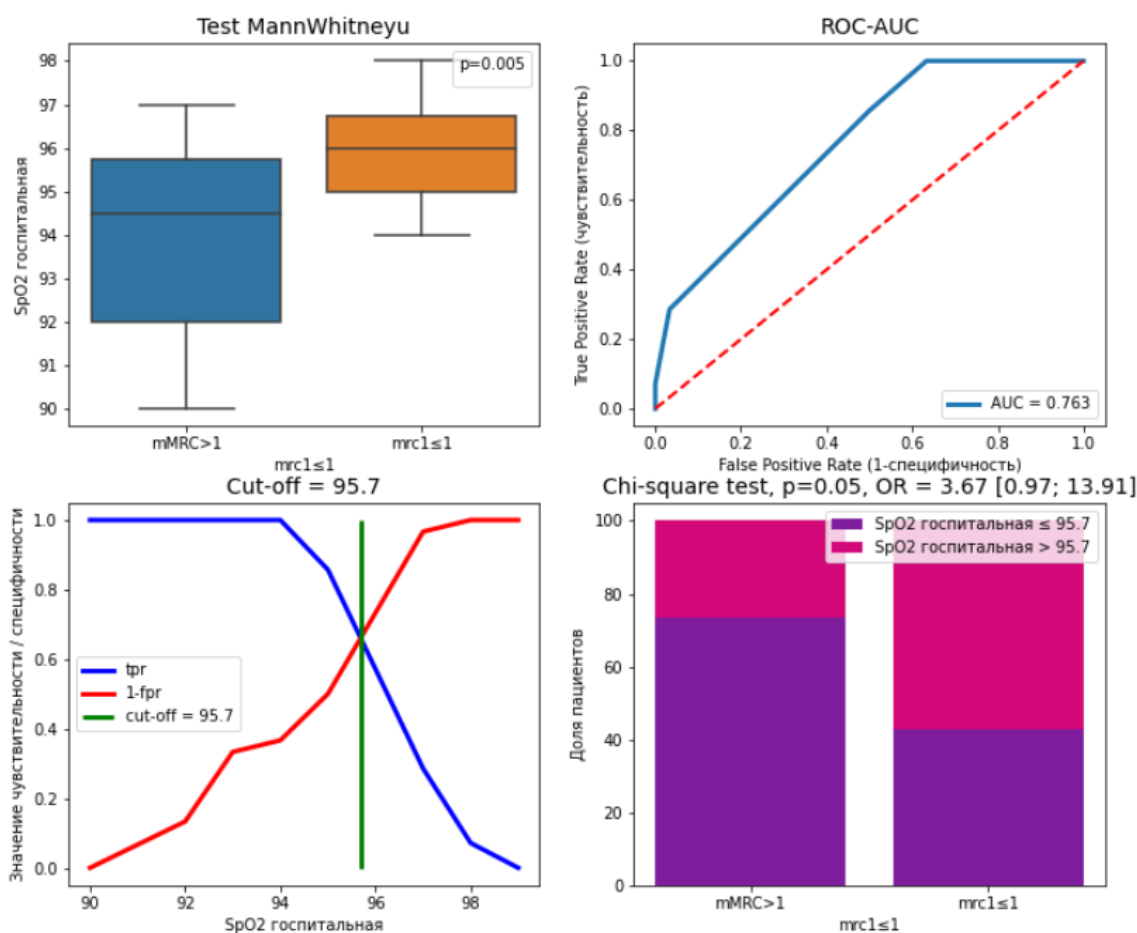 Test MannWhitneyu
p=0.005
98
97
96
95
94
93
92
91
90
SpO2 госпитальная
mMRC>1
mrc1≤1
mrc1≤1
ROC-AUC
1.0
0.8
0.6
0.4
0.2
0.0
True Positive Rate (чувствительность)
AUC = 0.763
0.0
0.2
0.4
0.6
0.8
1.0
False Positive Rate (1-специфичность)
Cut-off = 95.7
1.0
0.8
0.6
0.4
0.2
0.0
Значение чувствительности / специфичности
tpr
1-fpr
cut-off = 95.7
90
92
94
96
98
SpO2 госпитальная
Chi-square test, p=0.05, OR = 3.67 [0.97; 13.91]
SpO2 госпитальная ≤ 95.7
SpO2 госпитальная > 95.7
100
80
60
40
20
0
Доля пациентов
mMRC>1
mrc1≤1
mrc1≤1